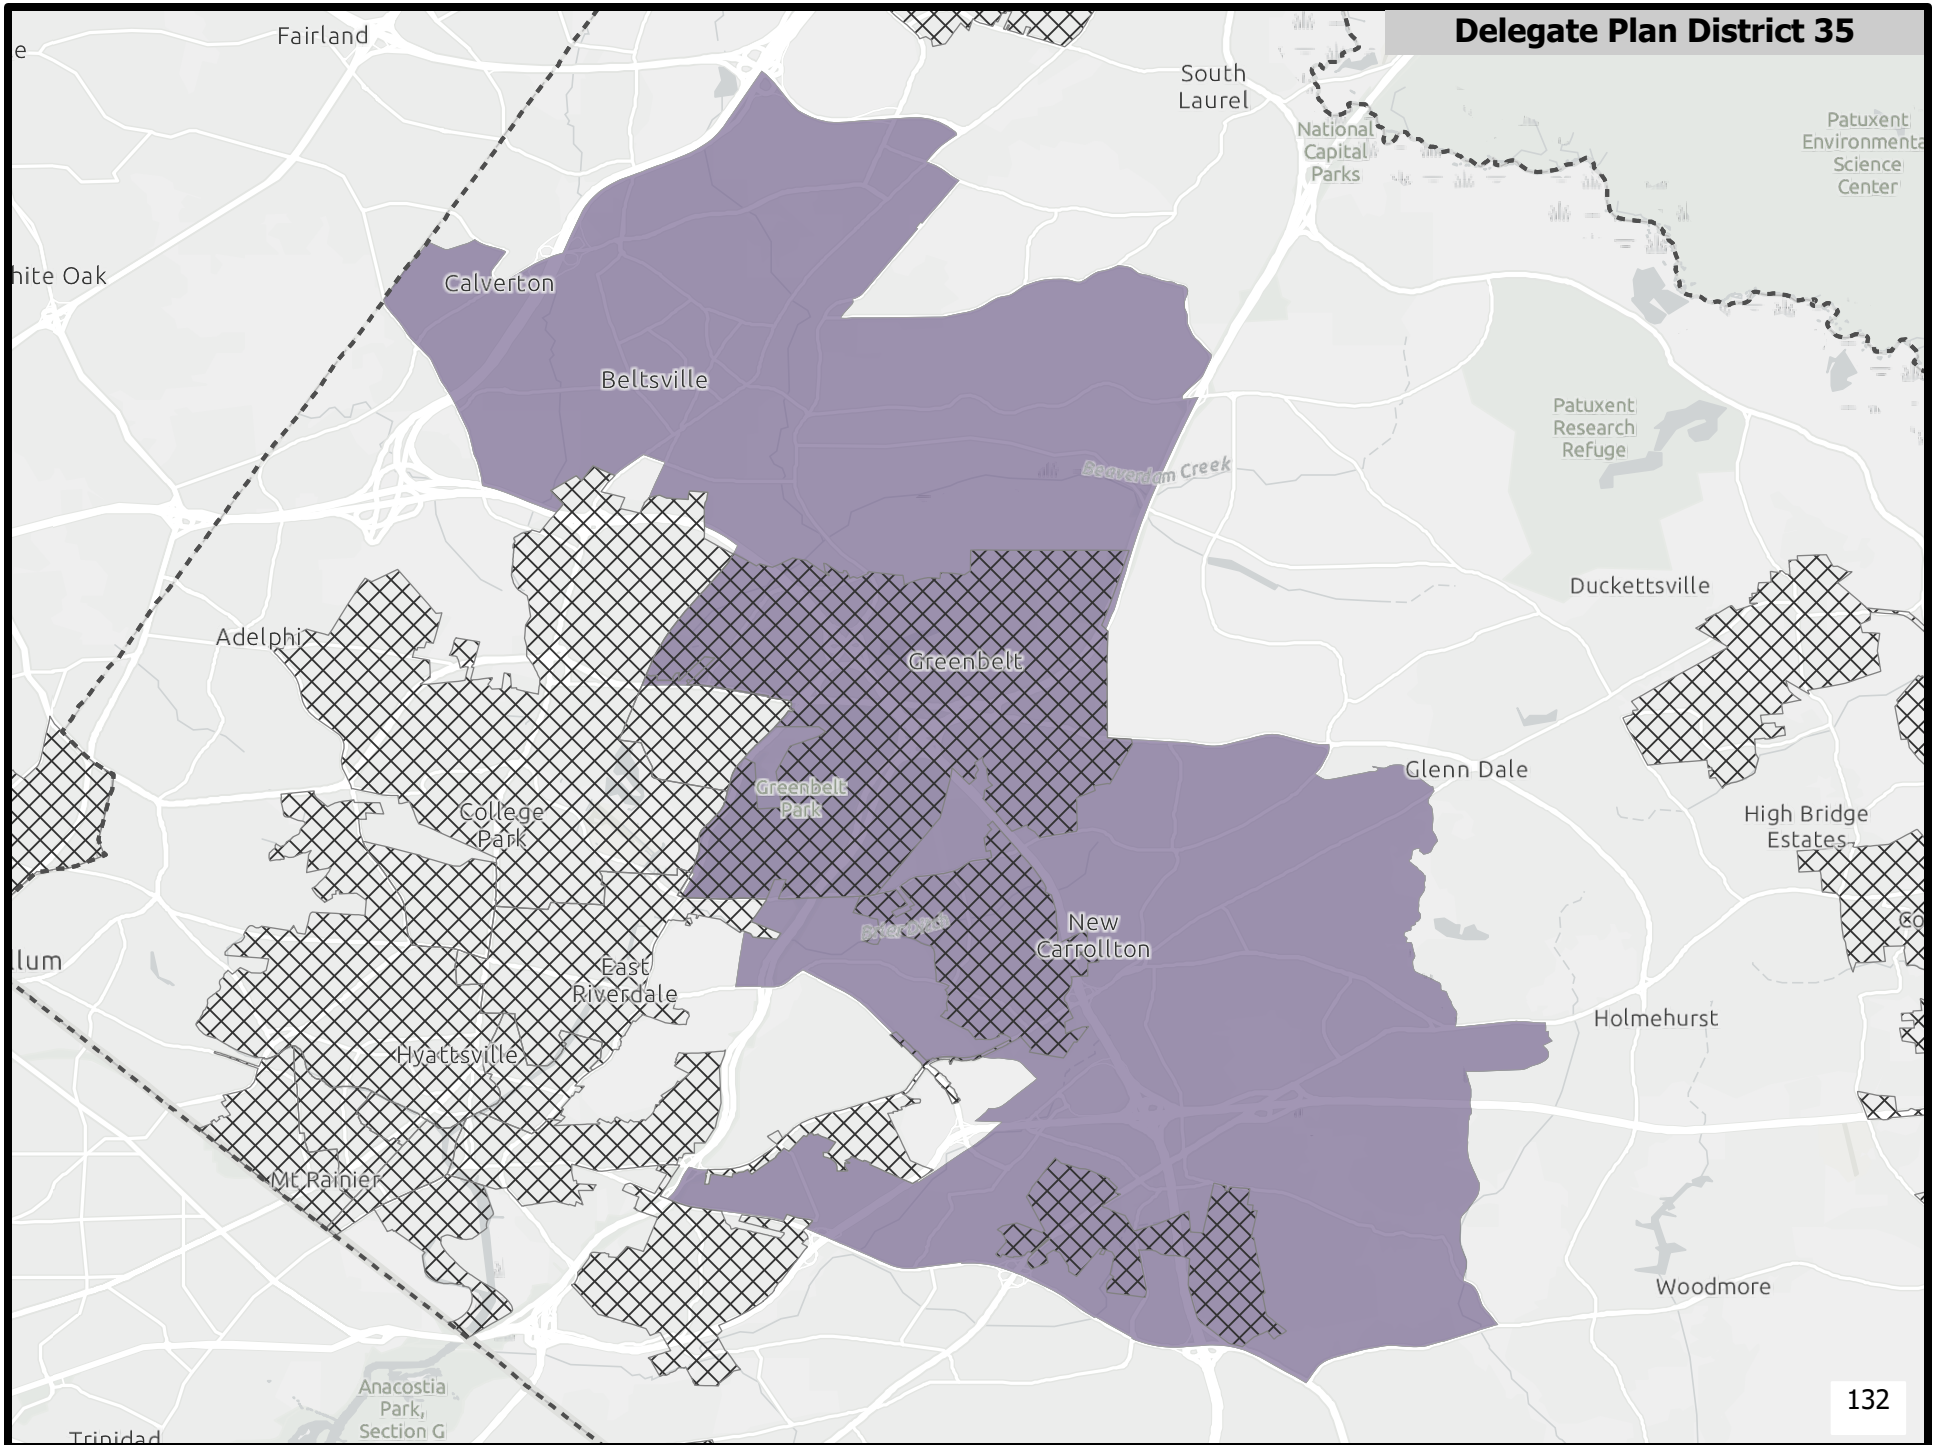 Delegate Plan District 35
Fairland
e
South
Laurel
National
Capital
Parks
Patuxent
Environmenta
Science
Center
hite Oak
Calverton
Beltsville
Patuxent
Research
Refuge
Beaverdam Creek
Duckettsville
Adelphi
Greenbelt
Glenn Dale
Greenbelt
Park
College
Park
High Bridge
Estates
New
Carrollton
Co
llum
East
Riverdale
Holmehurst
Hyattsville
Mt Rainier
Woodmore
Anacostia
Park,
Section G
Trinidad
132